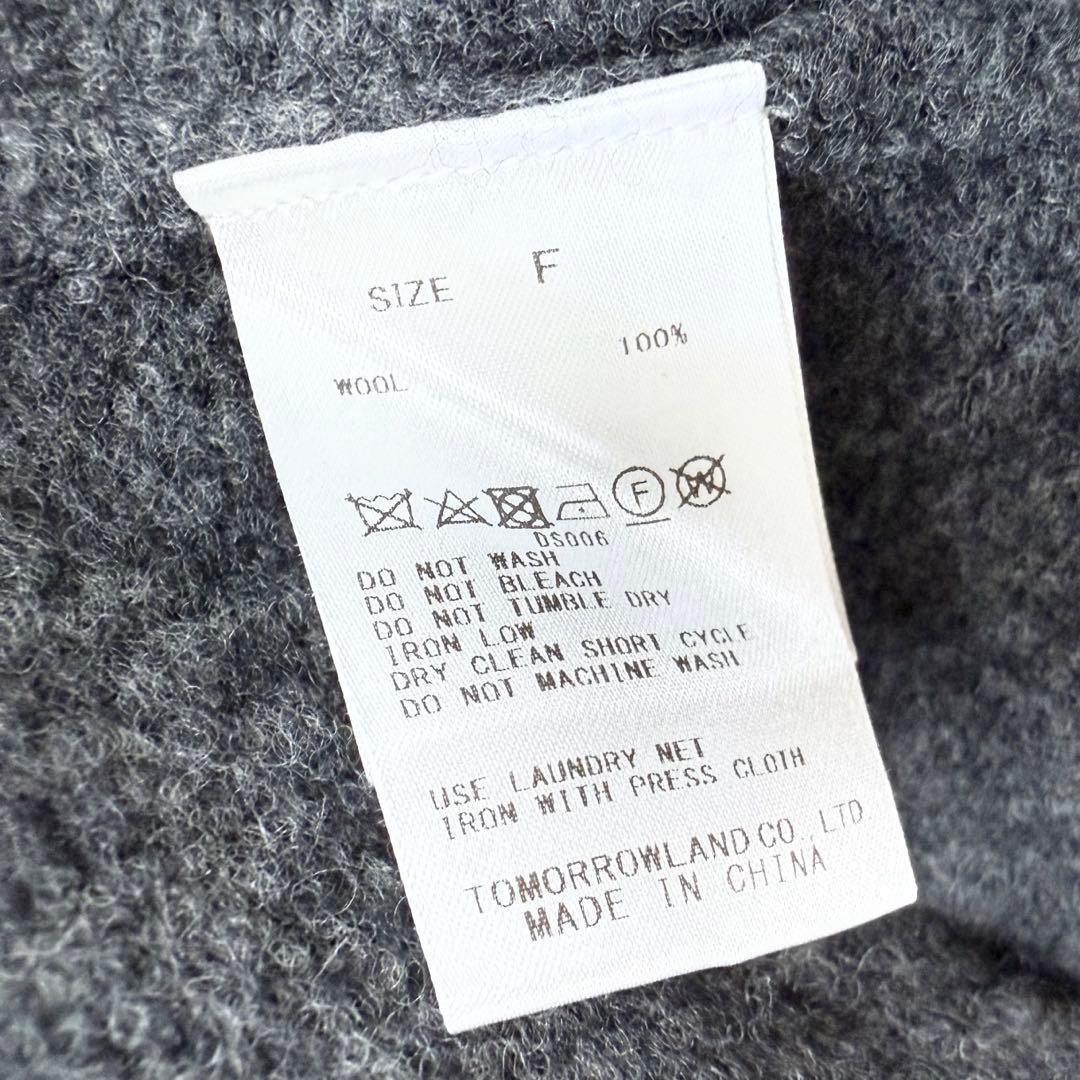 SIZE F
100%
WOOL
F W
DS006
DO NOT WASH
DO NOT BLEACH
DO NOT TUMBLE DRY
IRON LOW
DRY CLEAN SHORT CYCLE
DO NOT MACHINE WASH
USE LAUNDRY NET
IRON WITH PRESS CLOTH
TOMORROWLAND CO., LTD.
MADE IN CHINA